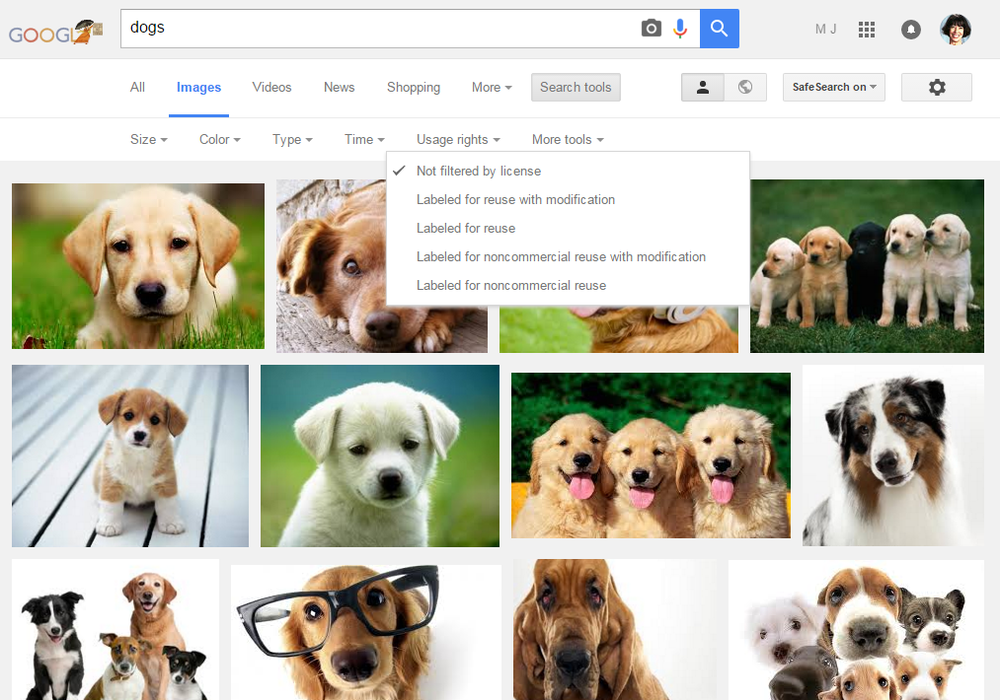 GOOGL
dogs
M J
All Images Videos News Shopping More Search tools
SafeSearch on
Size Color Type Time Usage rights More tools
Not filtered by license
Labeled for reuse with modification
Labeled for reuse
Labeled for noncommercial reuse with modification
Labeled for noncommercial reuse